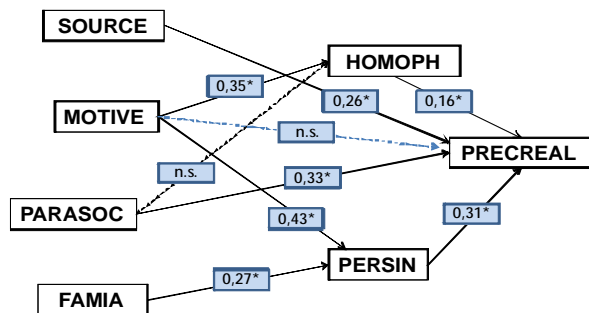 SOURCE
HOMOPH
0,35*
0,26*
0,16*
MOTIVE
n.s.
PRECREAL
n.s.
0,33*
PARASOC
0,43*
0,31*
PERSIN
0,27*
FAMIA